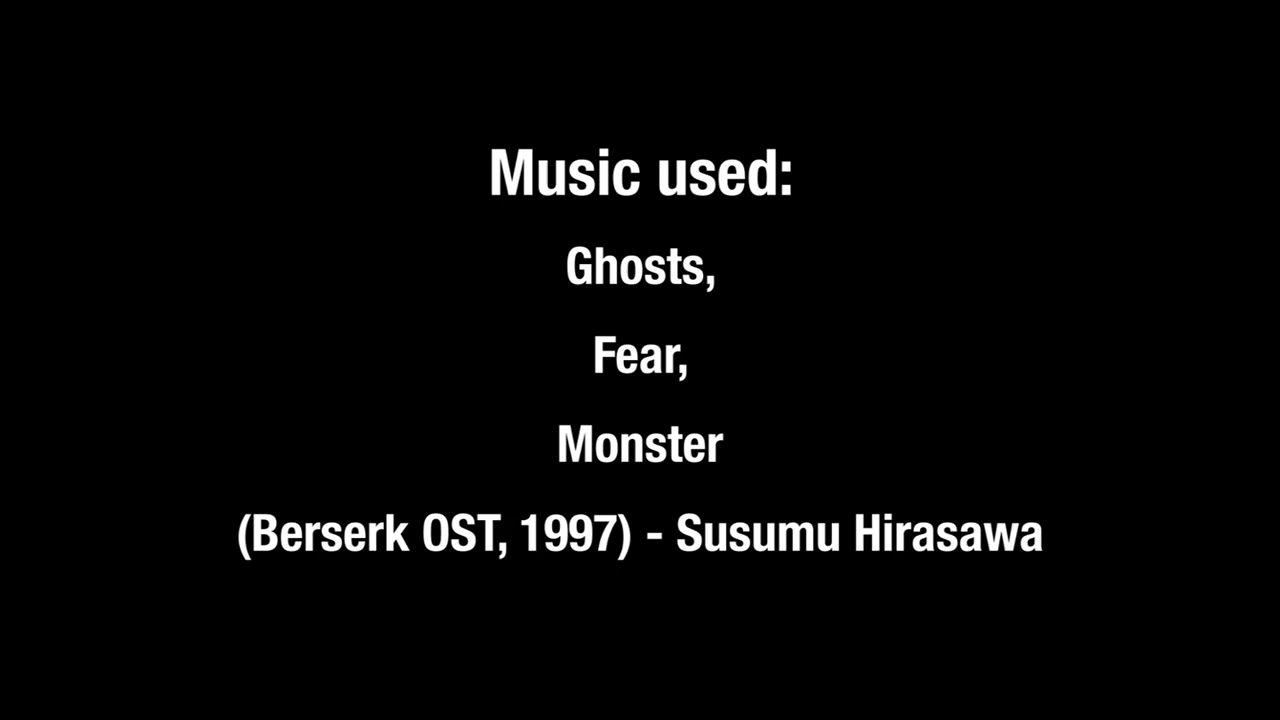 Music used:
Ghosts,
Fear,
Monster
(Berserk OST, 1997) - Susumu Hirasawa